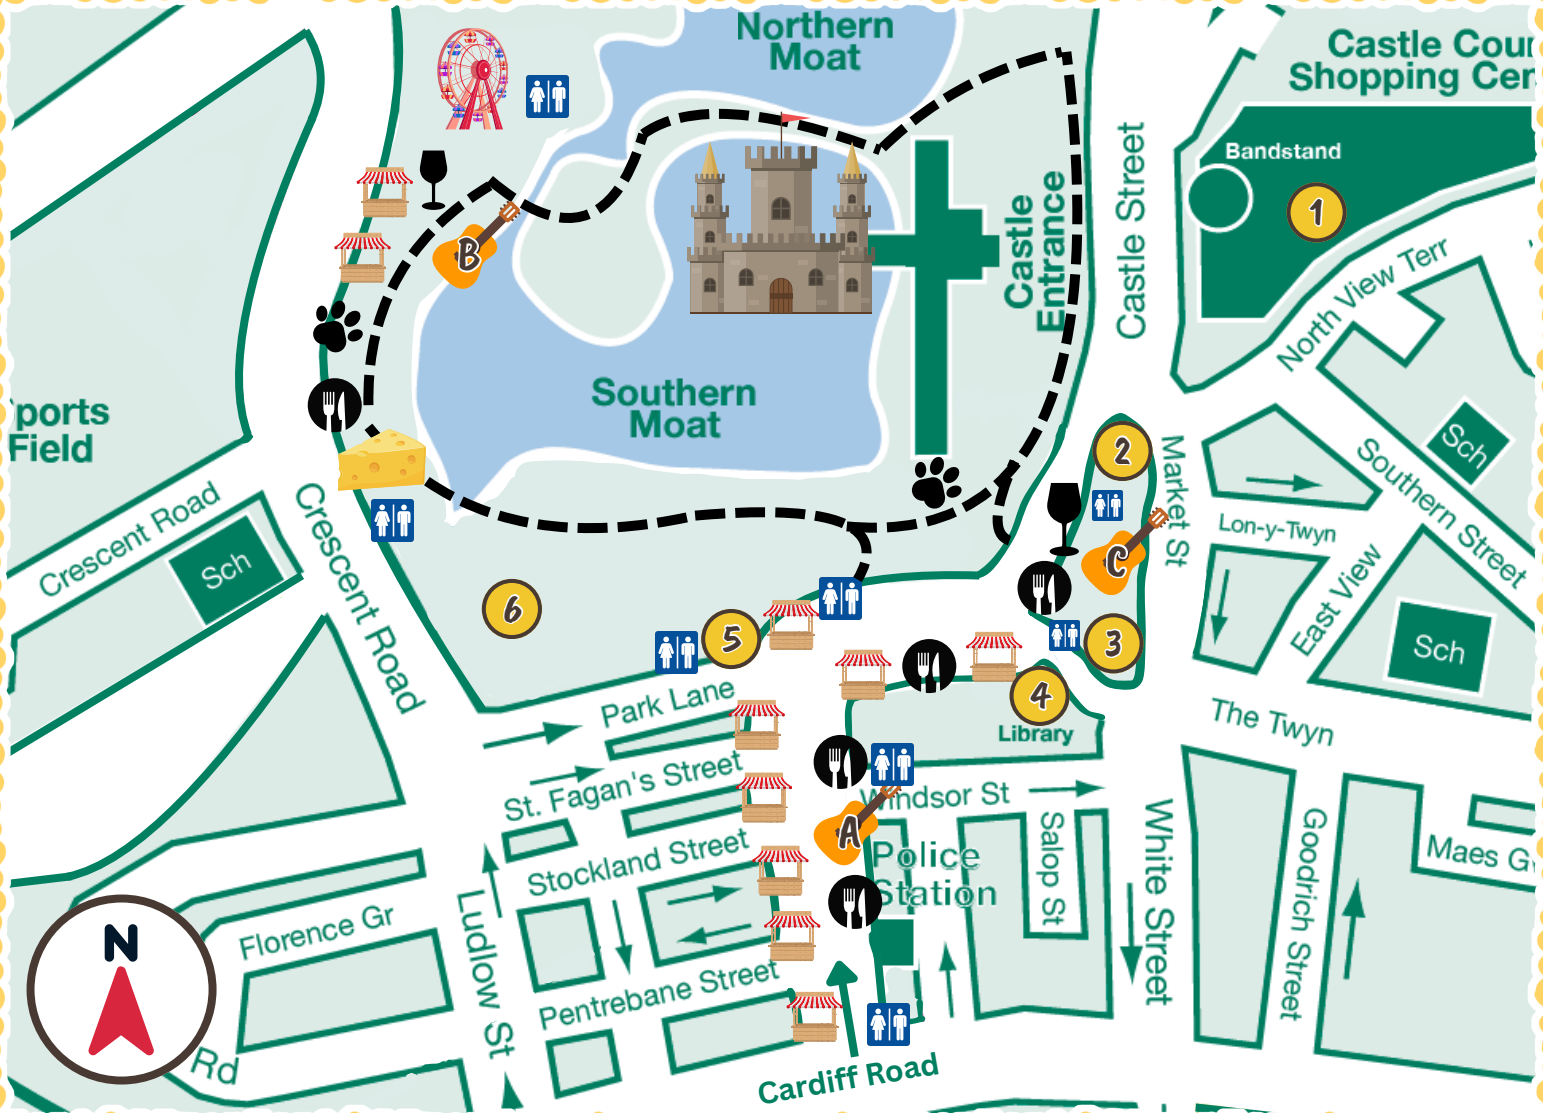 Northern
Moat
Castle Cour
Shopping Cen
Bandstand
1
Castle Street
Castle
Entrance
North View Terr
B
Southern
Moat
ports
Field
2
Market St
Sch
Southern Street
Crescent Road
Sch
Crescent Road
Lon-y-Twyn
C
East View
6
5
3
Sch
4
Library
Park Lane
The Twyn
St. Fagan's Street
Windsor St
A
Stockland Street
Police
Station
Salop St
White Street
Goodrich Street
Maes G
Florence Gr
Ludlow St
N
Pentrebane Street
Rd
Cardiff Road